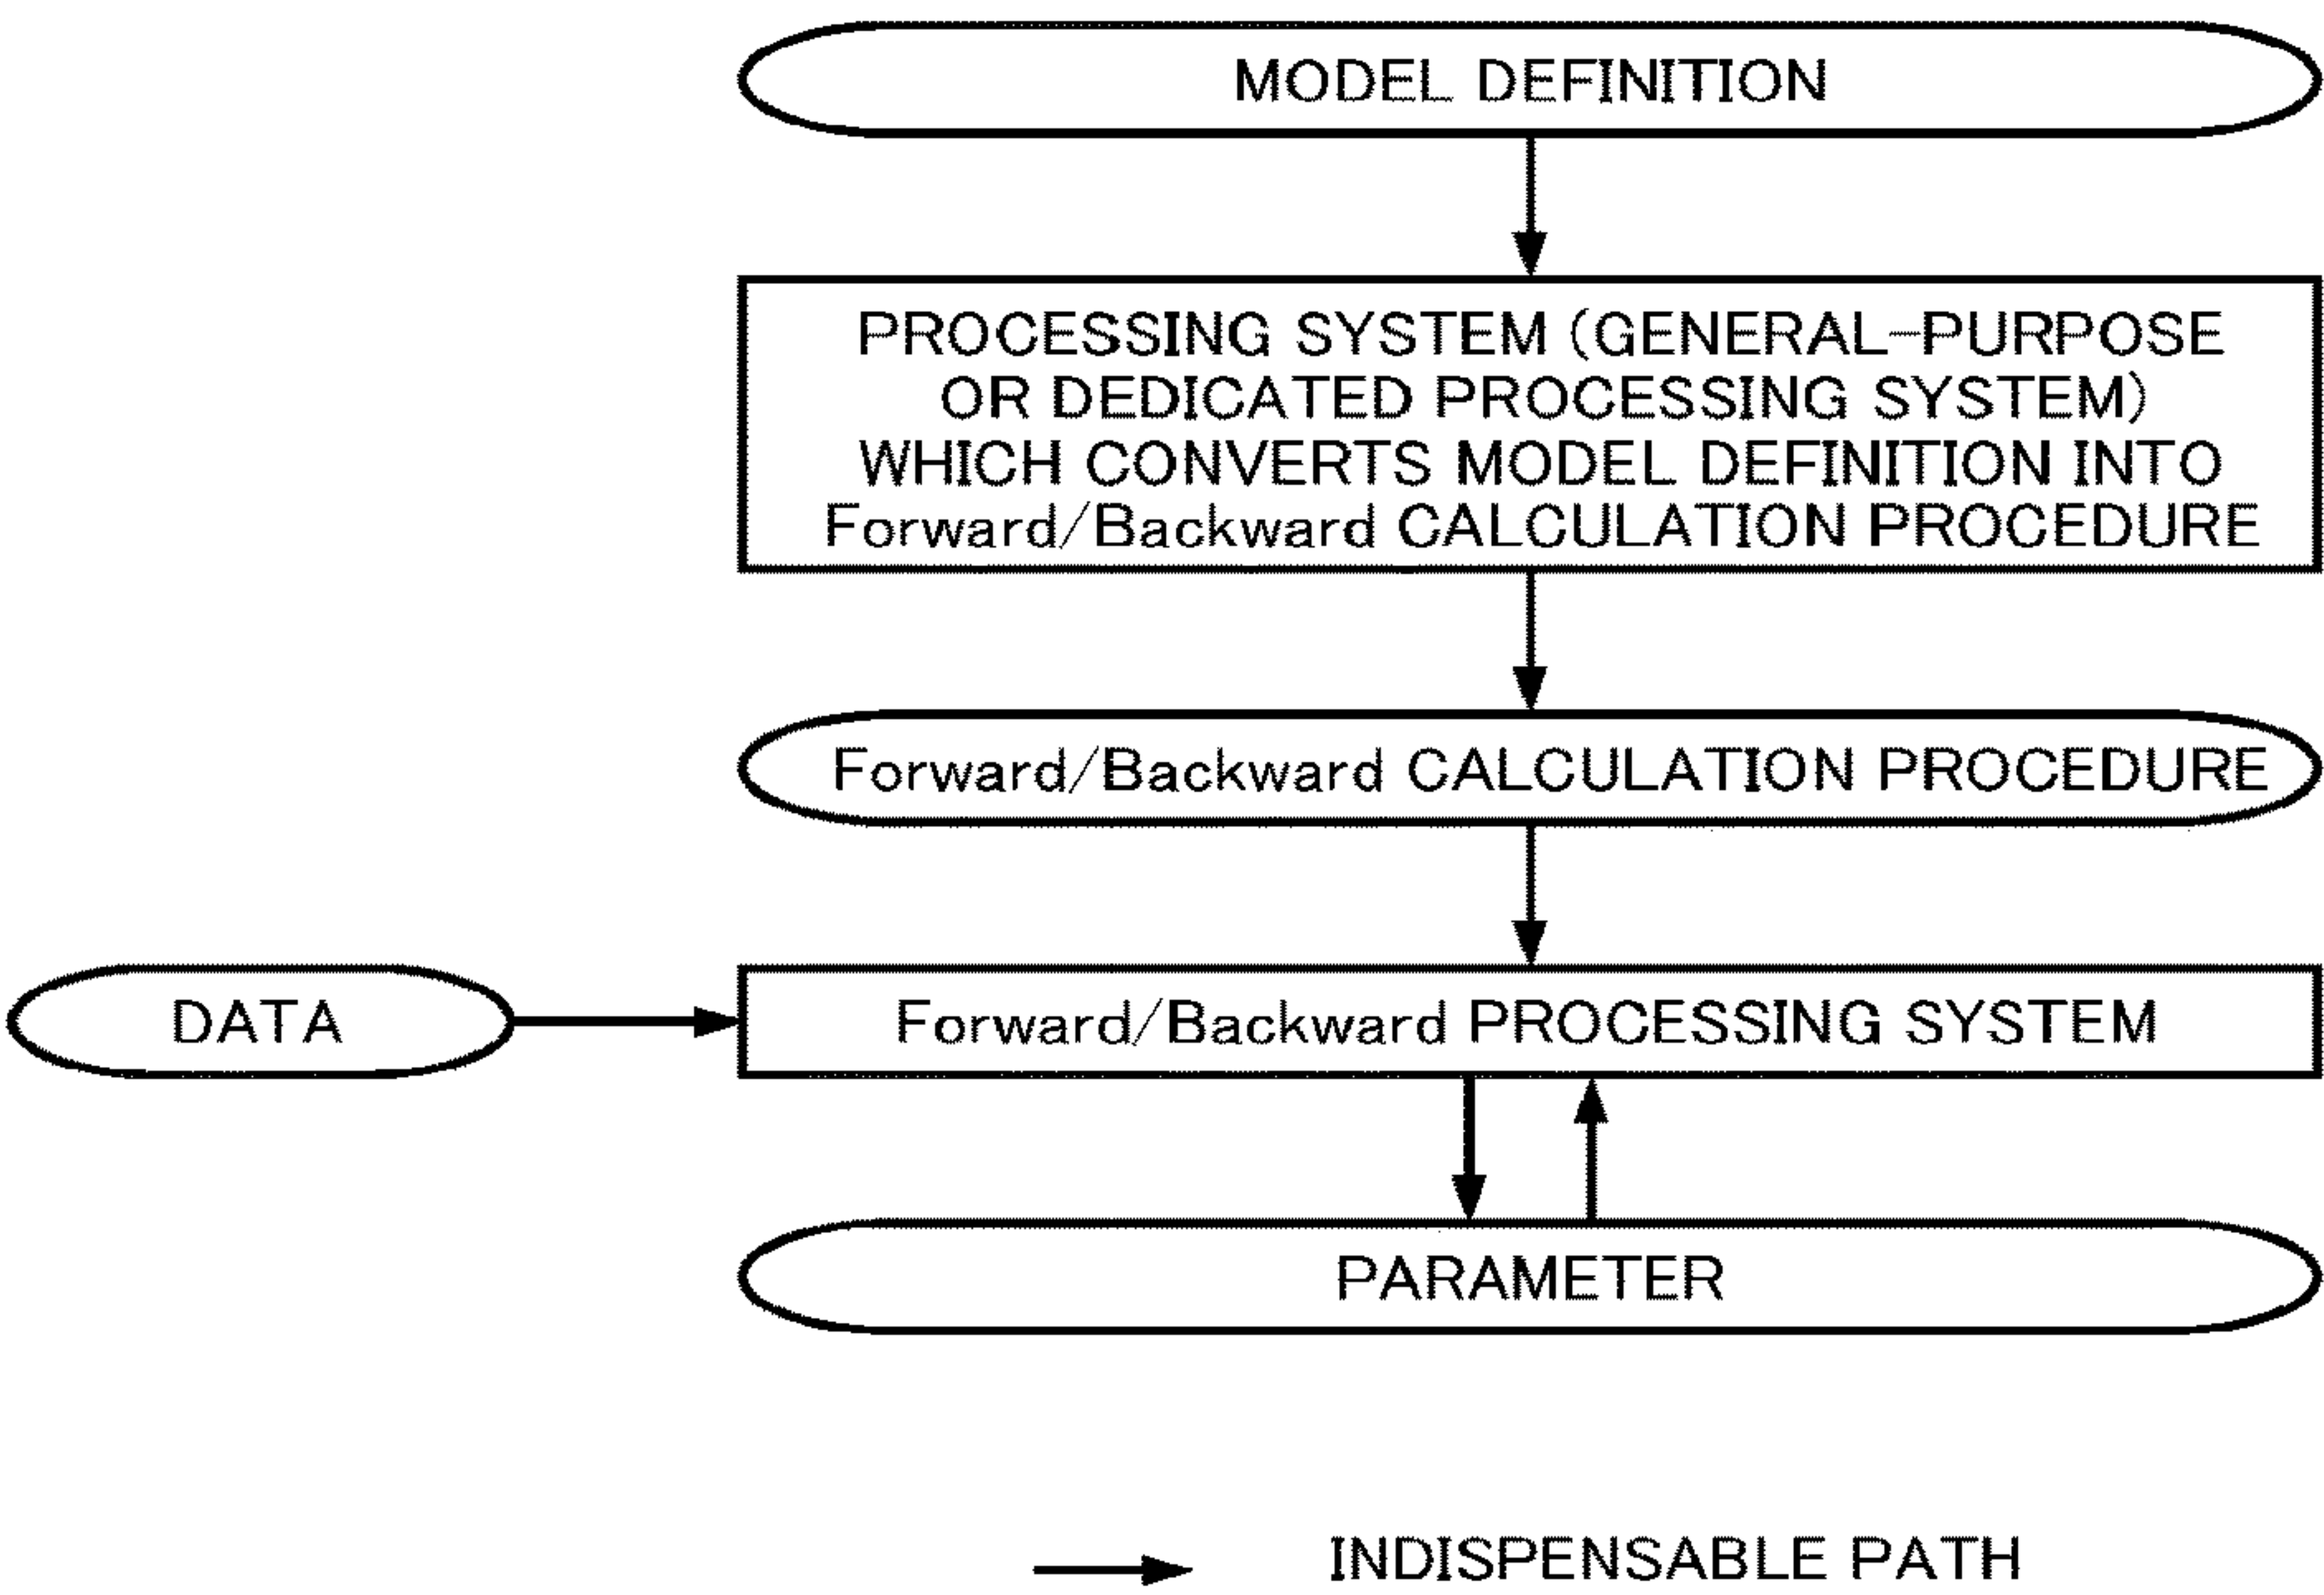 MODEL DEFINITION
PROCESSING SYSTEM (GENERAL-PURPOSE
OR DEDICATED PROCESSING SYSTEM)
WHICH CONVERTS MODEL DEFINITION INTO
Forward/Backward CALCULATION PROCEDURE
Forward/Backward CALCULATION PROCEDURE
DATA
Forward/Backward PROCESSING SYSTEM
PARAMETER
INDISPENSABLE PATH